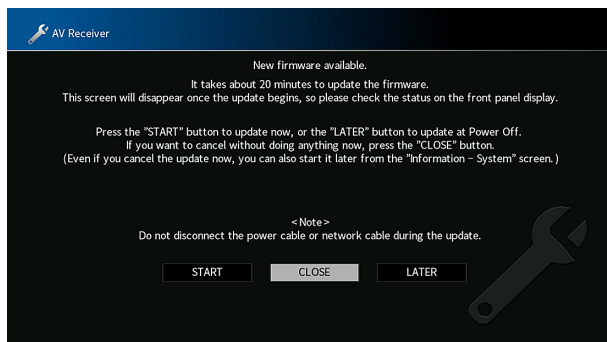 AV Receiver
New firmware available.
It takes about 20 minutes to update the firmware.
This screen will disappear once the update begins, so please check the status on the front panel display.
Press the ”START” button to update now, or the ”LATER” button to update at Power Off.
If you want to cancel without doing anything now, press the ”CLOSE” button.
(Even if you cancel the update now, you can also start it later from the ”Information – System” screen.)
<Note>
Do not disconnect the power cable or network cable during the update.
START CLOSE LATER